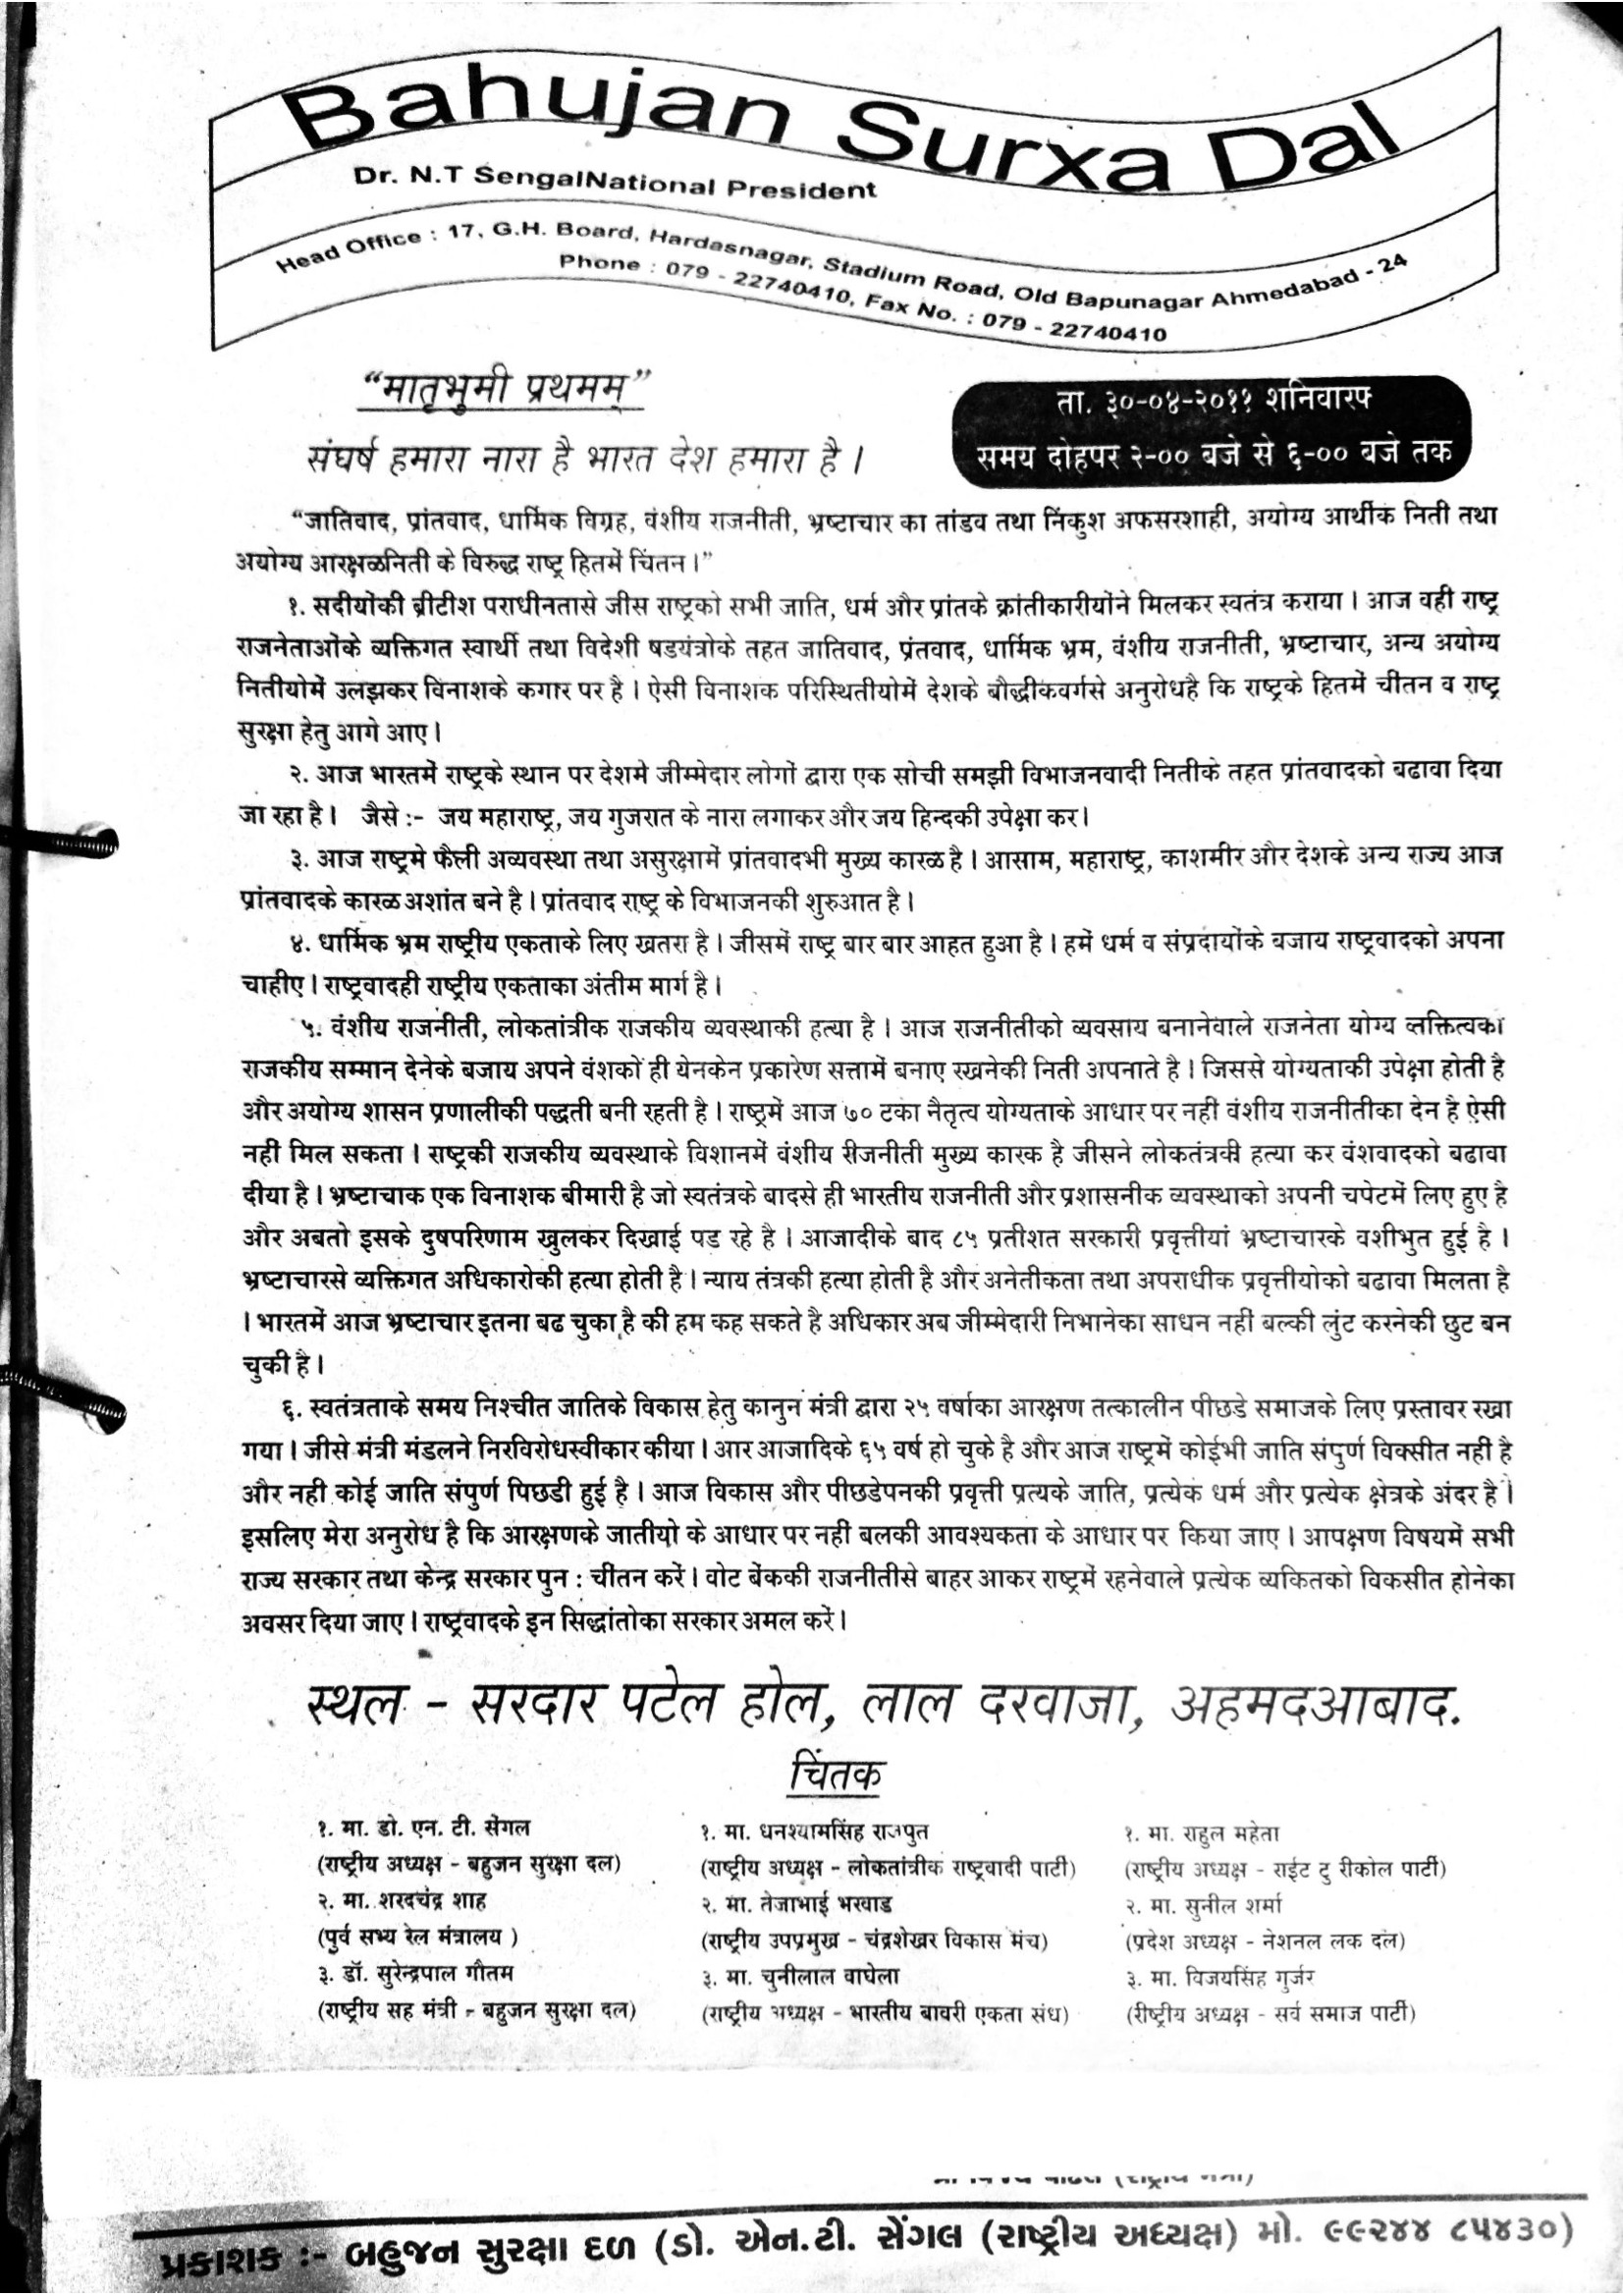 Bahujan Surxa Dal
Dr. N.T SengalNational President
Head Office : 17, G.H. Board, Hardasnagar, Stadium Road, Old Bapunagar Ahmedabad - 24
Phone : 079 - 22740410, Fax No. : 079 - 22740410
“मातृभुमी प्रथमम्”
ता. ३०-०४-२०११ शनिवारफ
संघर्ष हमारा नारा है भारत देश हमारा है ।
समय दोहपर २-०० बजे से ६-०० बजे तक
“जातिवाद, प्रांतवाद, धार्मिक विग्रह, वंशीय राजनीती, भ्रष्टाचार का तांडव तथा निंकुश अफसरशाही, अयोग्य आर्थीक निती तथा
अयोग्य आरक्षळनिती के विरुद्ध राष्ट्र हितमें चिंतन ।”
१. सदीयोंकी ब्रीटीश पराधीनतासे जीस राष्ट्रको सभी जाति, धर्म और प्रांतके क्रांतीकारीयोंने मिलकर स्वतंत्र कराया । आज वही राष्ट्र
राजनेताओंके व्यक्तिगत स्वार्थी तथा विदेशी षडयंत्रोके तहत जातिवाद, प्रंतवाद, धार्मिक भ्रम, वंशीय राजनीती, भ्रष्टाचार, अन्य अयोग्य
नितीयोमें उलझकर विनाशके कगार पर है । ऐसी विनाशक परिस्थितीयोमें देशके बौद्धीकवर्गसे अनुरोधहै कि राष्ट्रके हितमें चींतन व राष्ट्र
सुरक्षा हेतु आगे आए ।
२. आज भारतमें राष्ट्रके स्थान पर देशमे जीम्मेदार लोगों द्वारा एक सोची समझी विभाजनवादी नितीके तहत प्रांतवादको बढावा दिया
जा रहा है । जैसे :- जय महाराष्ट्र, जय गुजरात के नारा लगाकर और जय हिन्दकी उपेक्षा कर ।
३. आज राष्ट्रमे फैली अव्यवस्था तथा असुरक्षामें प्रांतवादभी मुख्य कारळ है । आसाम, महाराष्ट्र, काशमीर और देशके अन्य राज्य आज
प्रांतवादके कारळ अशांत बने है । प्रांतवाद राष्ट्र के विभाजनकी शुरुआत है ।
४. धार्मिक भ्रम राष्ट्रीय एकताके लिए खतरा है । जीसमें राष्ट्र बार बार आहत हुआ है । हमें धर्म व संप्रदायोंके बजाय राष्ट्रवादको अपना
चाहीए । राष्ट्रवादही राष्ट्रीय एकताका अंतीम मार्ग है ।
५. वंशीय राजनीती, लोकतांत्रीक राजकीय व्यवस्थाकी हत्या है । आज राजनीतीको व्यवसाय बनानेवाले राजनेता योग्य व्तक्तित्वका
राजकीय सम्मान देनेके बजाय अपने वंशकों ही येनकेन प्रकारेण सत्तामें बनाए रखनेकी निती अपनाते है । जिससे योग्यताकी उपेक्षा होती है
और अयोग्य शासन प्रणालीकी पद्धती बनी रहती है । राष्ठ्रमें आज ७० टका नैतृत्व योग्यताके आधार पर नहीं वंशीय राजनीतीका देन है ऐसी
नहीं मिल सकता । राष्ट्रकी राजकीय व्यवस्थाके विशानमें वंशीय रीजनीती मुख्य कारक है जीसने लोकतंत्रकी हत्या कर वंशवादको बढावा
दीया है । भ्रष्टाचाक एक विनाशक बीमारी है जो स्वतंत्रके बादसे ही भारतीय राजनीती और प्रशासनीक व्यवस्थाको अपनी चपेटमें लिए हुए है
और अबतो इसके दुषपरिणाम खुलकर दिखाई पड रहे है । आजादीके बाद ८५ प्रतीशत सरकारी प्रवृत्तीयां भ्रष्टाचारके वशीभुत हुई है ।
भ्रष्टाचारसे व्यक्तिगत अधिकारोकी हत्या होती है । न्याय तंत्रकी हत्या होती है और अनेतीकता तथा अपराधीक प्रवृत्तीयोको बढावा मिलता है
। भारतमें आज भ्रष्टाचार इतना बढ चुका है की हम कह सकते है अधिकार अब जीम्मेदारी निभानेका साधन नहीं बल्की लुंट करनेकी छुट बन
चुकी है ।
६. स्वतंत्रताके समय निश्चीत जातिके विकास हेतु कानुन मंत्री द्वारा २५ वर्षाका आरक्षण तत्कालीन पीछडे समाजके लिए प्रस्तावर रखा
गया । जीसे मंत्री मंडलने निरविरोधस्वीकार कीया । आर आजादिके ६५ वर्ष हो चुके है और आज राष्ट्रमें कोईभी जाति संपुर्ण विक्सीत नहीं है
और नही कोई जाति संपुर्ण पिछडी हुई है । आज विकास और पीछडेपनकी प्रवृत्ती प्रत्यके जाति, प्रत्येक धर्म और प्रत्येक क्षेत्रके अंदर है ।
इसलिए मेरा अनुरोध है कि आरक्षणके जातीयो के आधार पर नहीं बलकी आवश्यकता के आधार पर किया जाए । आपक्षण विषयमें सभी
राज्य सरकार तथा केन्द्र सरकार पुन : चींतन करें । वोट बेंककी राजनीतीसे बाहर आकर राष्ट्रमें रहनेवाले प्रत्येक व्यकितको विकसीत होनेका
अवसर दिया जाए । राष्ट्रवादके इन सिद्धांतोका सरकार अमल करें ।
स्थल - सरदार पटेल होल, लाल दरवाजा, अहमदआबाद.
चिंतक
१. मा. डो. एन. टी. सेंगल
(राष्ट्रीय अध्यक्ष - बहुजन सुरक्षा दल)
२. मा. शरदचंद्र शाह
(पुर्व सभ्य रेल मंत्रालय )
३. डॉ. सुरेन्द्रपाल गौतम
(राष्ट्रीय सह मंत्री - बहुजन सुरक्षा दल)
१. मा. धनश्यामसिंह राजपुत
(राष्ट्रीय अध्यक्ष - लोकतांत्रीक राष्ट्रवादी पार्टी)
२. मा. तेजाभाई भरवाड
(राष्ट्रीय उपप्रमुख - चंद्रशेखर विकास मंच)
३. मा. चुनीलाल वाघेला
(राष्ट्रीय अध्यक्ष - भारतीय बावरी एकता संध)
१. मा. राहुल महेता
(राष्ट्रीय अध्यक्ष - राईट टु रीकोल पार्टी)
२. मा. सुनील शर्मा
(प्रदेश अध्यक्ष - नेशनल लक दल)
३. मा. विजयसिंह गुर्जर
(रीष्ट्रीय अध्यक्ष - सर्व समाज पार्टी)
પ્રકાશક :- બહુજન સુરક્ષા દળ (ડો. એન.ટી. સેંગલ (રાષ્ટ્રીય અધ્યક્ષ) મો. ૯૯૨૪૪ ૮૫૪૩૦)